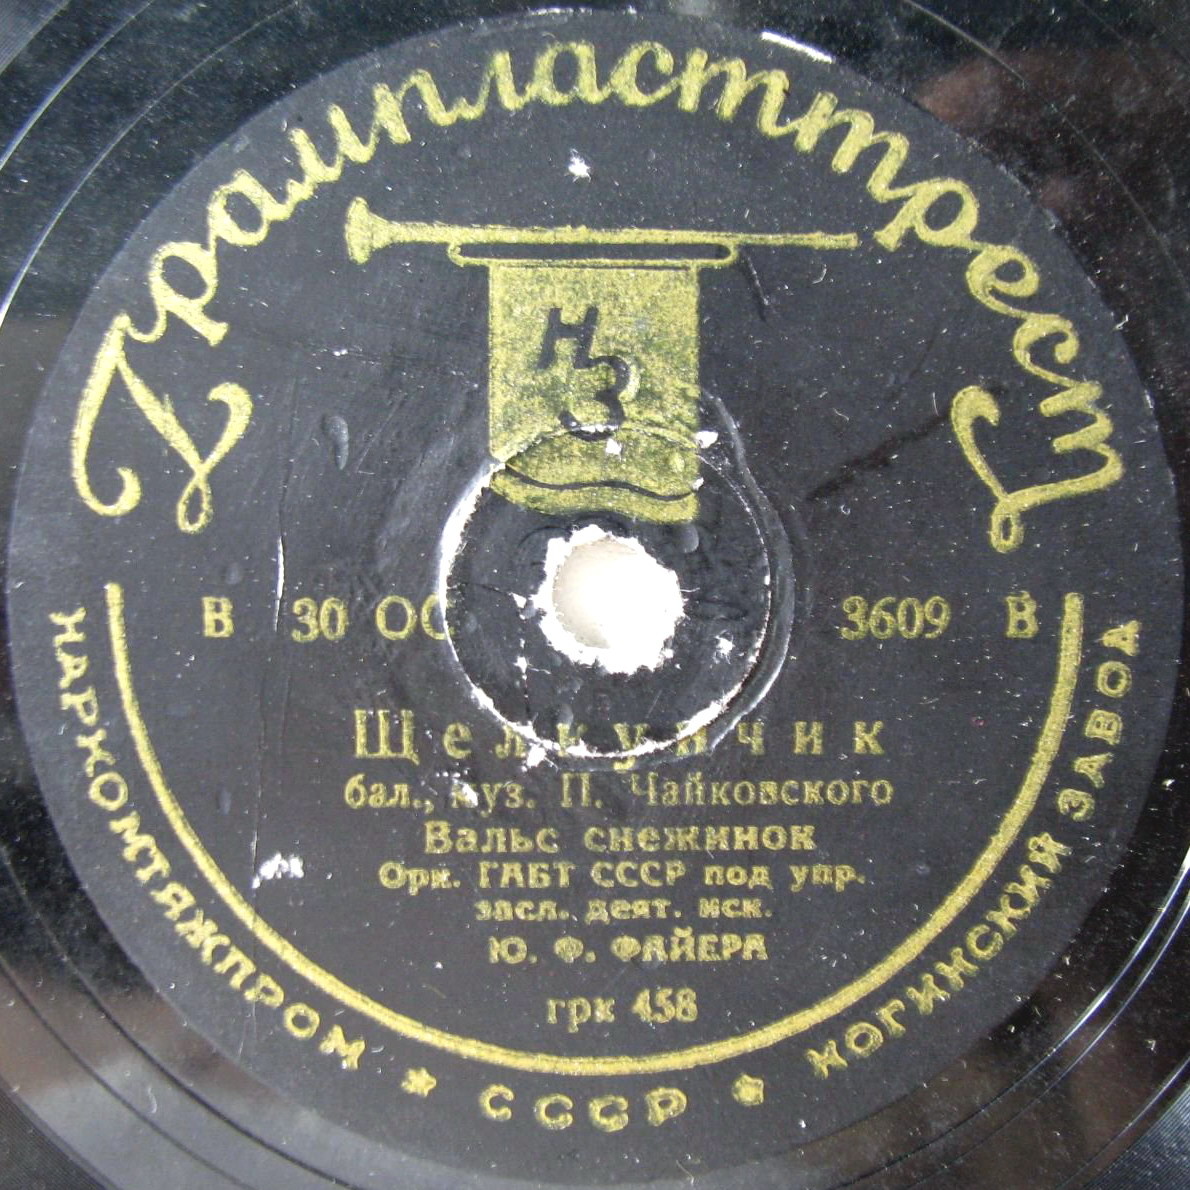 Грампласттрест
НЗ
В 30 ОО 3609 В
Щелкунчик
бал., муз. П. Чайковского
Вальс снежинок
Орк. ГАБТ СССР под упр.
засл. деят. иск.
Ю. Ф. ФАЙЕРА
грк 458
НАРКОМТЯЖПРОМ ★ СССР ★ НОГИНСКИЙ ЗАВОД